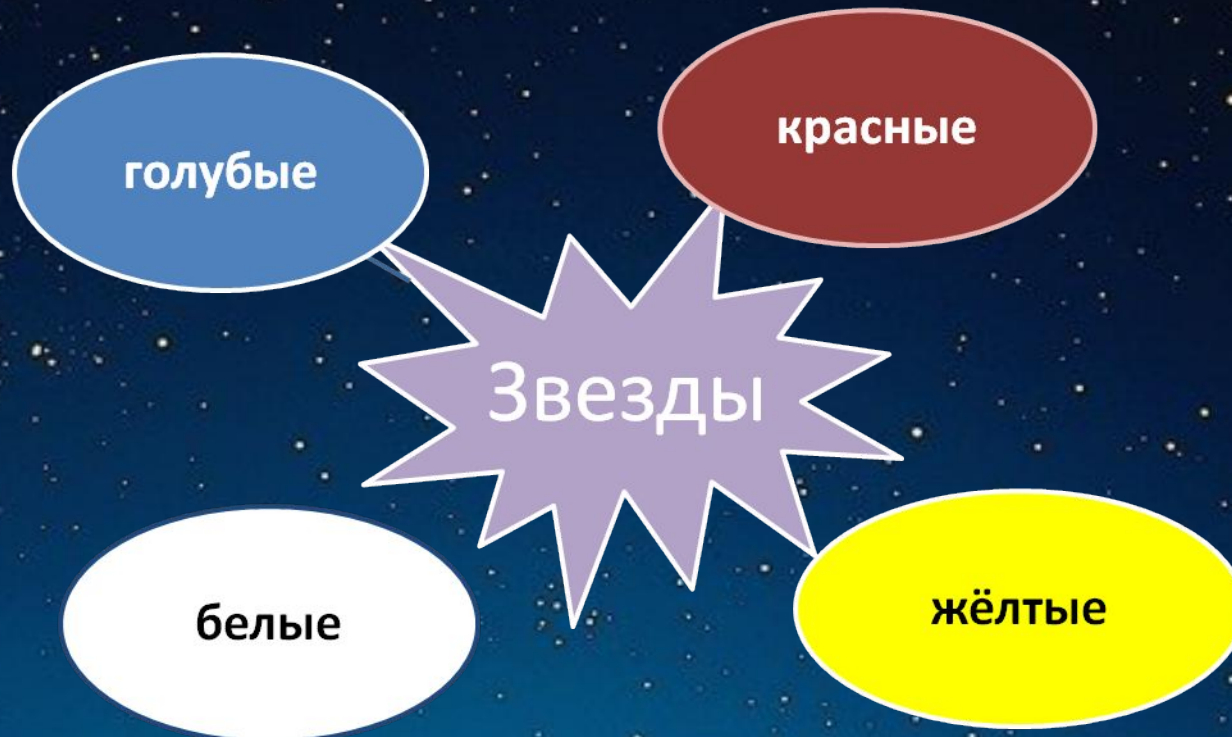 голубые
красные
Звезды
белые
жёлтые